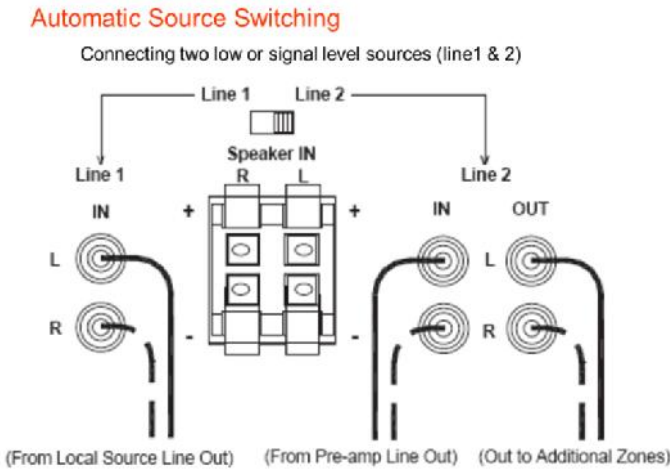 Automatic Source Switching
Connecting two low or signal level sources (line1 & 2)
Line 1 Line 2
Speaker IN
R L
Line 1
Line 2
IN
+ +
IN OUT
L
L
R
R
- -
(From Local Source Line Out) (From Pre-amp Line Out) (Out to Additional Zones)